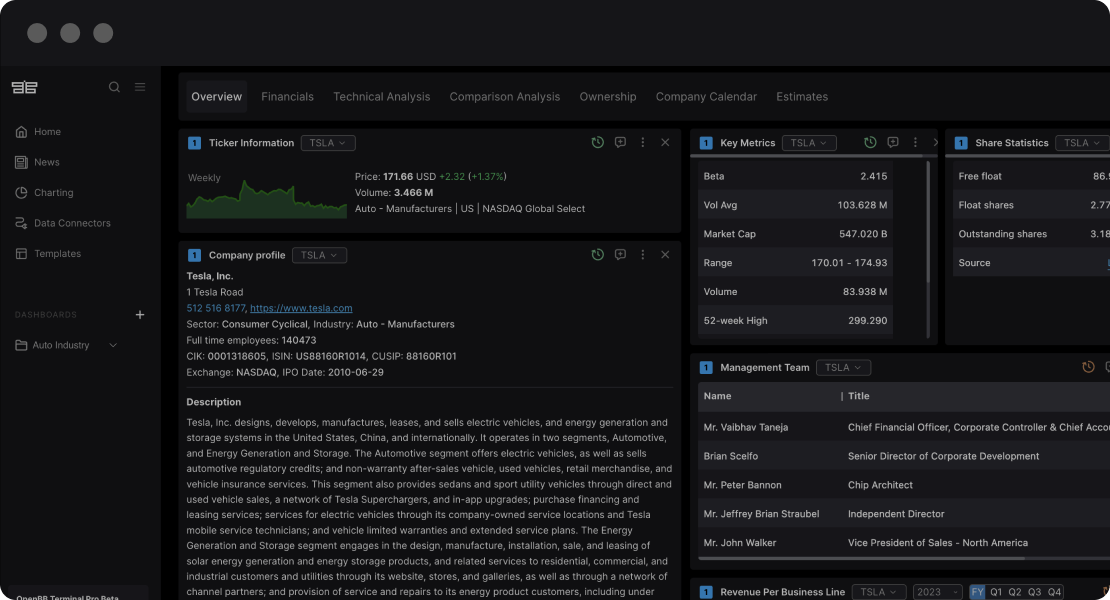 Home
News
Charting
Data Connectors
Templates
DASHBOARDS
Auto Industry
OpenBB Terminal Pro Beta
Overview Financials Technical Analysis Comparison Analysis Ownership Company Calendar Estimates
1 Ticker Information TSLA
Weekly
Price: 171.66 USD +2.32 (+1.37%)
Volume: 3.466 M
Auto - Manufacturers | US | NASDAQ Global Select
1 Company profile TSLA
Tesla, Inc.
1 Tesla Road
512 516 8177, https://www.tesla.com
Sector: Consumer Cyclical, Industry: Auto - Manufacturers
Full time employees: 140473
CIK: 0001318605, ISIN: US88160R1014, CUSIP: 88160R101
Exchange: NASDAQ, IPO Date: 2010-06-29
Description
Tesla, Inc. designs, develops, manufactures, leases, and sells electric vehicles, and energy generation and
storage systems in the United States, China, and internationally. It operates in two segments, Automotive,
and Energy Generation and Storage. The Automotive segment offers electric vehicles, as well as sells
automotive regulatory credits; and non-warranty after-sales vehicle, used vehicles, retail merchandise, and
vehicle insurance services. This segment also provides sedans and sport utility vehicles through direct and
used vehicle sales, a network of Tesla Superchargers, and in-app upgrades; purchase financing and
leasing services; services for electric vehicles through its company-owned service locations and Tesla
mobile service technicians; and vehicle limited warranties and extended service plans. The Energy
Generation and Storage segment engages in the design, manufacture, installation, sale, and leasing of
solar energy generation and energy storage products, and related services to residential, commercial, and
industrial customers and utilities through its website, stores, and galleries, as well as through a network of
channel partners; and provision of service and repairs to its energy product customers, including under
1 Key Metrics TSLA
Beta 2.415
Vol Avg 103.628 M
Market Cap 547.020 B
Range 170.01 - 174.93
Volume 83.938 M
52-week High 299.290
1 Share Statistics TSLA
Free float 86.9
Float shares 2.77
Outstanding shares 3.18
Source
1 Management Team TSLA
Name | Title
Mr. Vaibhav Taneja Chief Financial Officer, Corporate Controller & Chief Acco
Brian Scelfo Senior Director of Corporate Development
Mr. Peter Bannon Chip Architect
Mr. Jeffrey Brian Straubel Independent Director
Mr. John Walker Vice President of Sales - North America
1 Revenue Per Business Line TSLA 2023 FY Q1 Q2 Q3 Q4